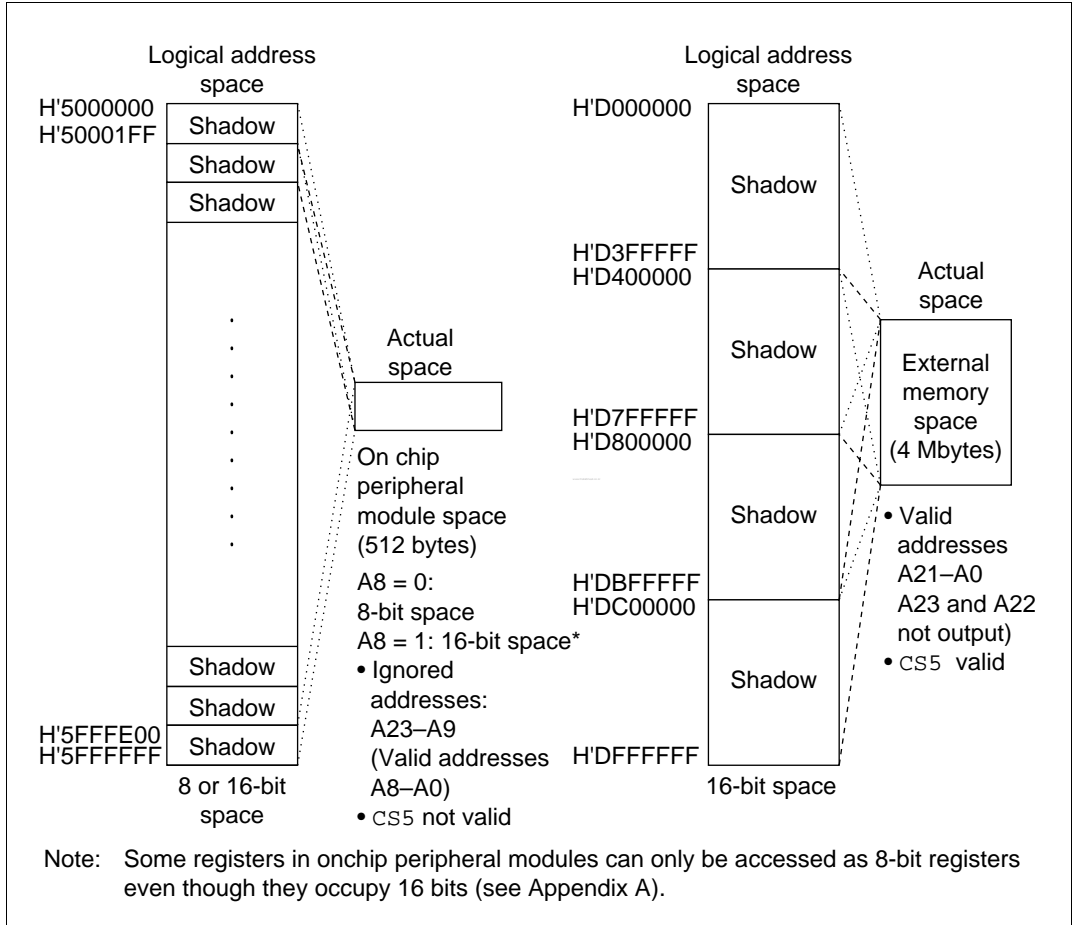 Logical address
space
H'5000000
H'50001FF
Shadow
Shadow
Shadow
Actual
space
On chip
peripheral
module space
(512 bytes)
A8 = 0:
8-bit space
A8 = 1: 16-bit space*
• Ignored
addresses:
A23–A9
(Valid addresses
A8–A0)
• CS5 not valid
Shadow
Shadow
H'5FFFE00
H'5FFFFFF
Shadow
8 or 16-bit
space
Logical address
space
H'D000000
Shadow
H'D3FFFFF
H'D400000
Shadow
H'D7FFFFF
H'D800000
Shadow
H'DBFFFFF
H'DC00000
Shadow
H'DFFFFFF
16-bit space
Actual
space
External
memory
space
(4 Mbytes)
• Valid
addresses
A21–A0
A23 and A22
not output)
• CS5 valid
Note: Some registers in onchip peripheral modules can only be accessed as 8-bit registers
even though they occupy 16 bits (see Appendix A).